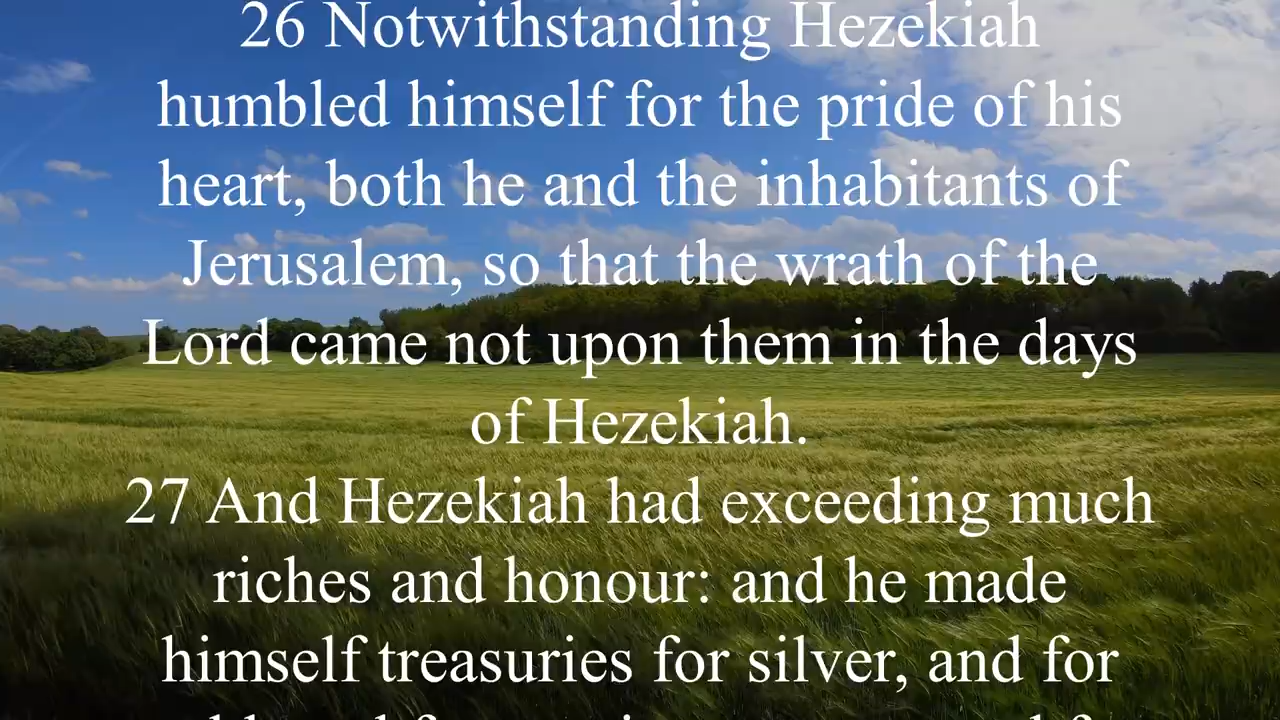 26 Notwithstanding Hezekiah
humbled himself for the pride of his
heart, both he and the inhabitants of
Jerusalem, so that the wrath of the
Lord came not upon them in the days
of Hezekiah.
27 And Hezekiah had exceeding much
riches and honour: and he made
himself treasuries for silver, and for